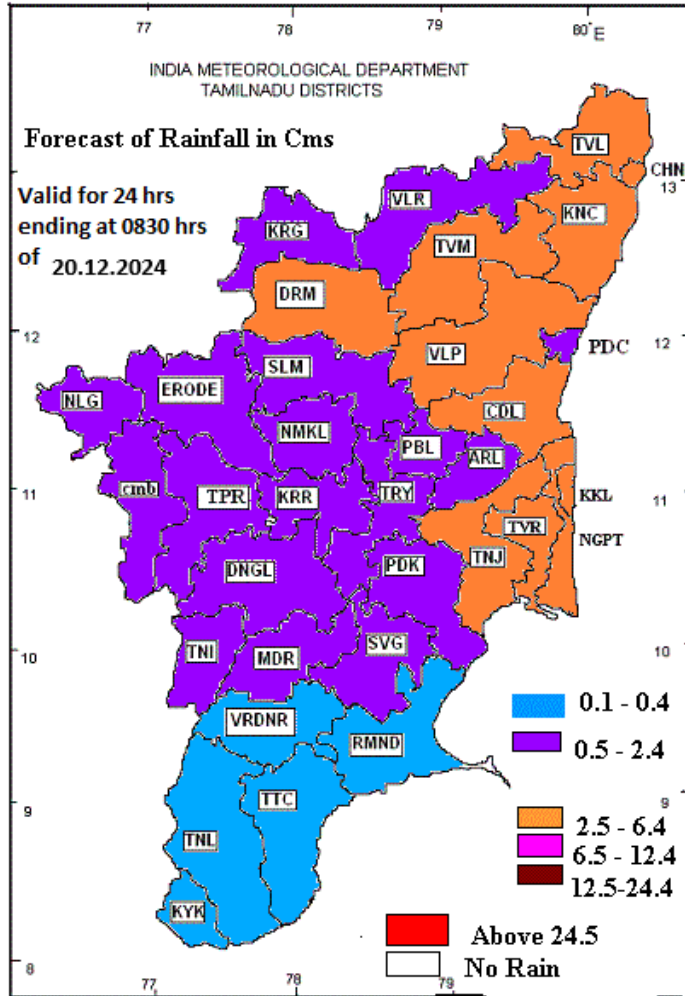 77 78 79 80°E
INDIA METEOROLOGICAL DEPARTMENT
TAMILNADU DISTRICTS
Forecast of Rainfall in Cms
TVL
CHN
13
Valid for 24 hrs
ending at 0830 hrs
of 20.12.2024
VLR
KNC
KRG
TVM
DRM
12
12
VLP
PDC
SLM
ERODE
NLG
CDL
NMKL
PBL
ARL
cmb
11
TPR
KRR
TRY
KKL
11
TVR
NGPT
TNJ
PDK
DNGL
10
TNI
MDR
SVG
10
0.1 - 0.4
VRDNR
RMND
0.5 - 2.4
9
TTC
9
2.5 - 6.4
TNL
6.5 - 12.4
12.5-24.4
KYK
Above 24.5
8
No Rain
77 78 79